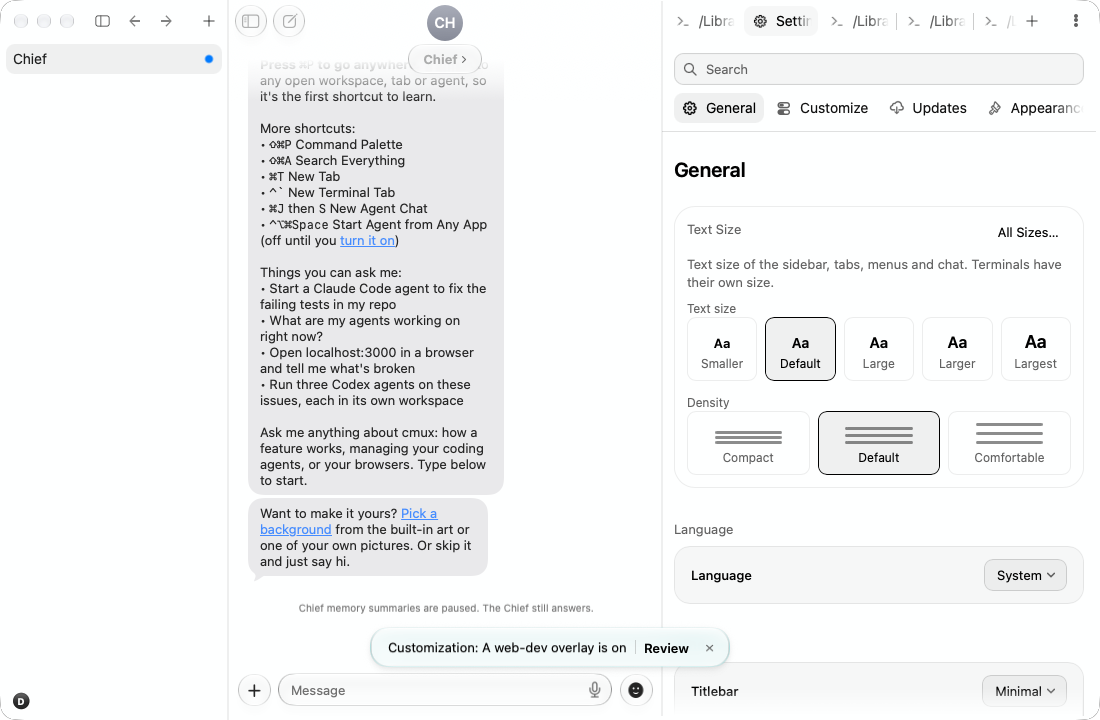 CH
Chief
Chief >
Press ⌘P to go anywhere
any open workspace, tab or agent, so
it's the first shortcut to learn.
More shortcuts:
• ⇧⌘P Command Palette
• ⇧⌘A Search Everything
• ⌘T New Tab
• ^` New Terminal Tab
• ⌘J then S New Agent Chat
• ^⌥⌘Space Start Agent from Any App
(off until you turn it on)
Things you can ask me:
• Start a Claude Code agent to fix the
failing tests in my repo
• What are my agents working on
right now?
• Open localhost:3000 in a browser
and tell me what's broken
• Run three Codex agents on these
issues, each in its own workspace
Ask me anything about cmux: how a
feature works, managing your coding
agents, or your browsers. Type below
to start.
Want to make it yours? Pick a
background from the built-in art or
one of your own pictures. Or skip it
and just say hi.
Chief memory summaries are paused. The Chief still answers.
Customization: A web-dev overlay is on Review ×
Message
D
/Libra Settin /Libra /Libra
Search
General Customize Updates Appearanc
General
Text Size All Sizes...
Text size of the sidebar, tabs, menus and chat. Terminals have
their own size.
Text size
Aa Aa Aa Aa Aa
Smaller Default Large Larger Largest
Density
Compact Default Comfortable
Language
Language System
Titlebar Minimal